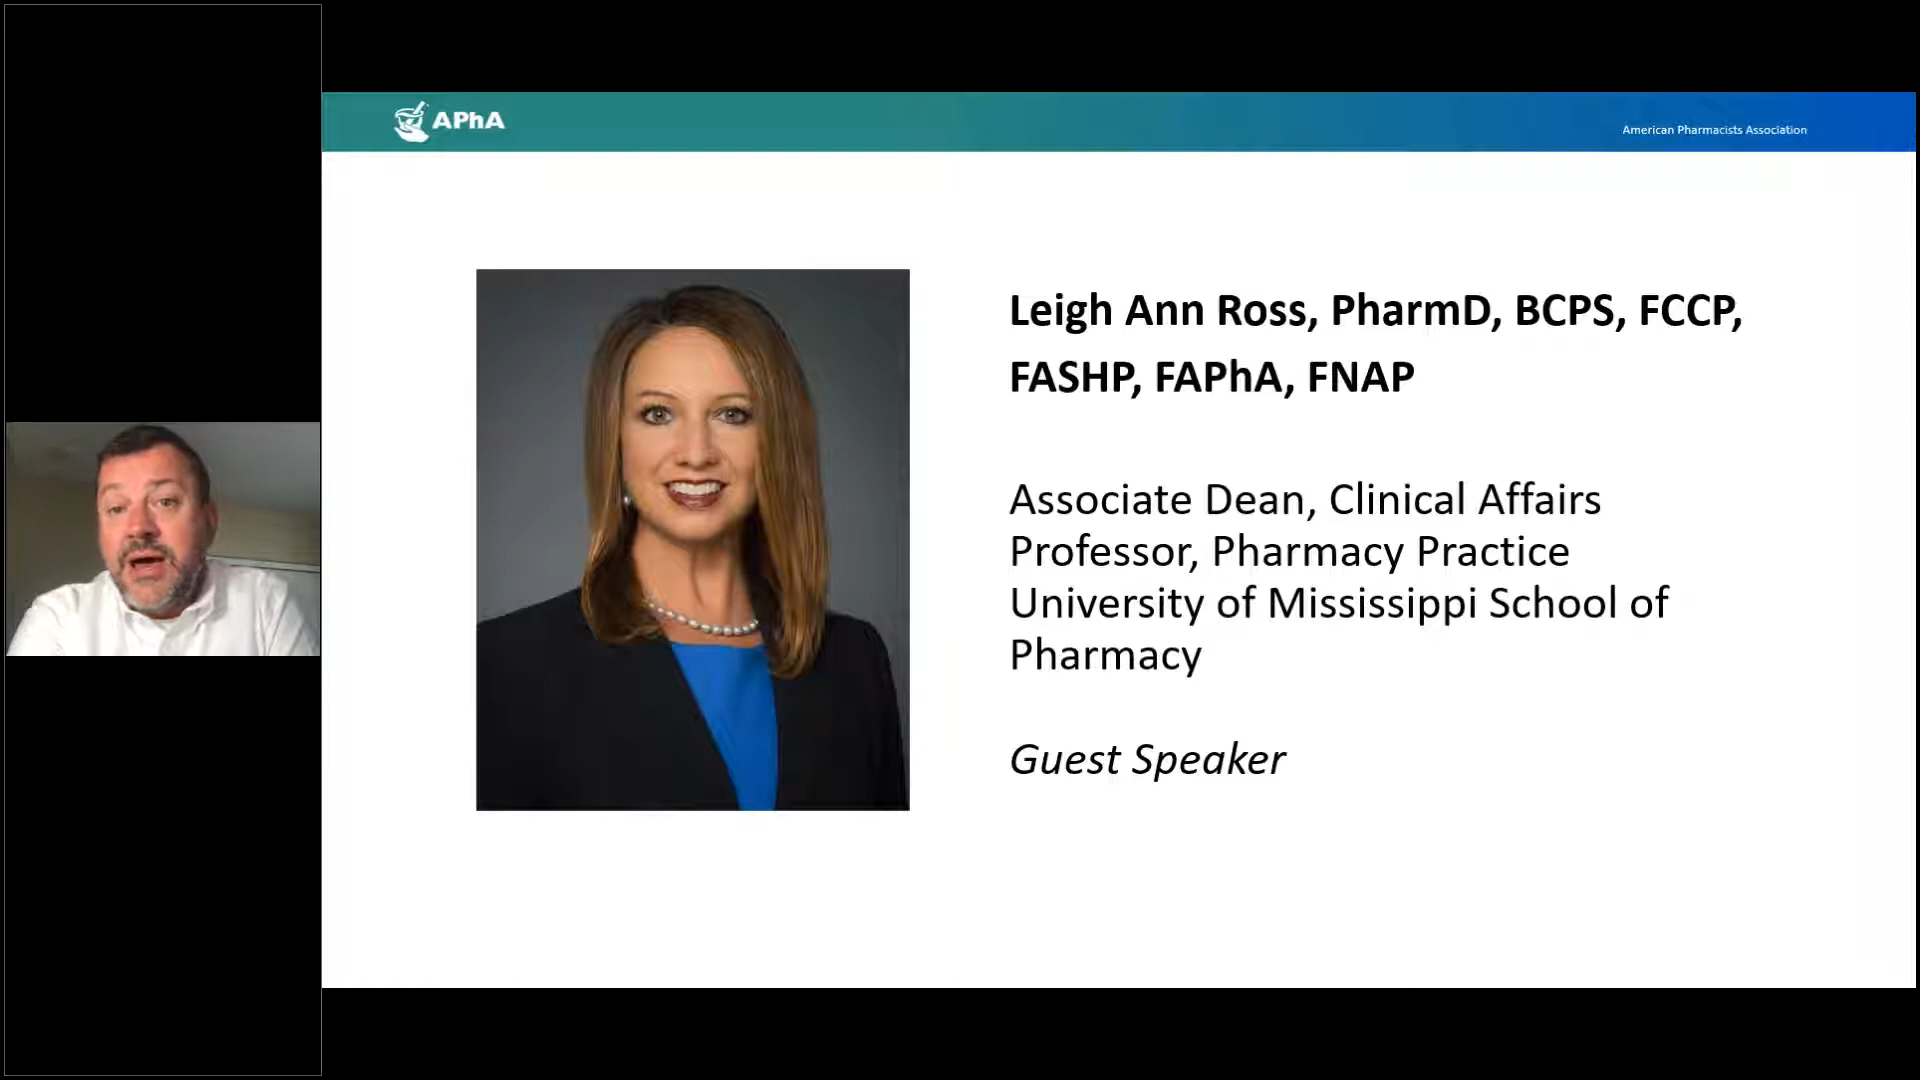 APhA
American Pharmacists Association
Leigh Ann Ross, PharmD, BCPS, FCCP,
FASHP, FAPhA, FNAP
Associate Dean, Clinical Affairs
Professor, Pharmacy Practice
University of Mississippi School of
Pharmacy
Guest Speaker